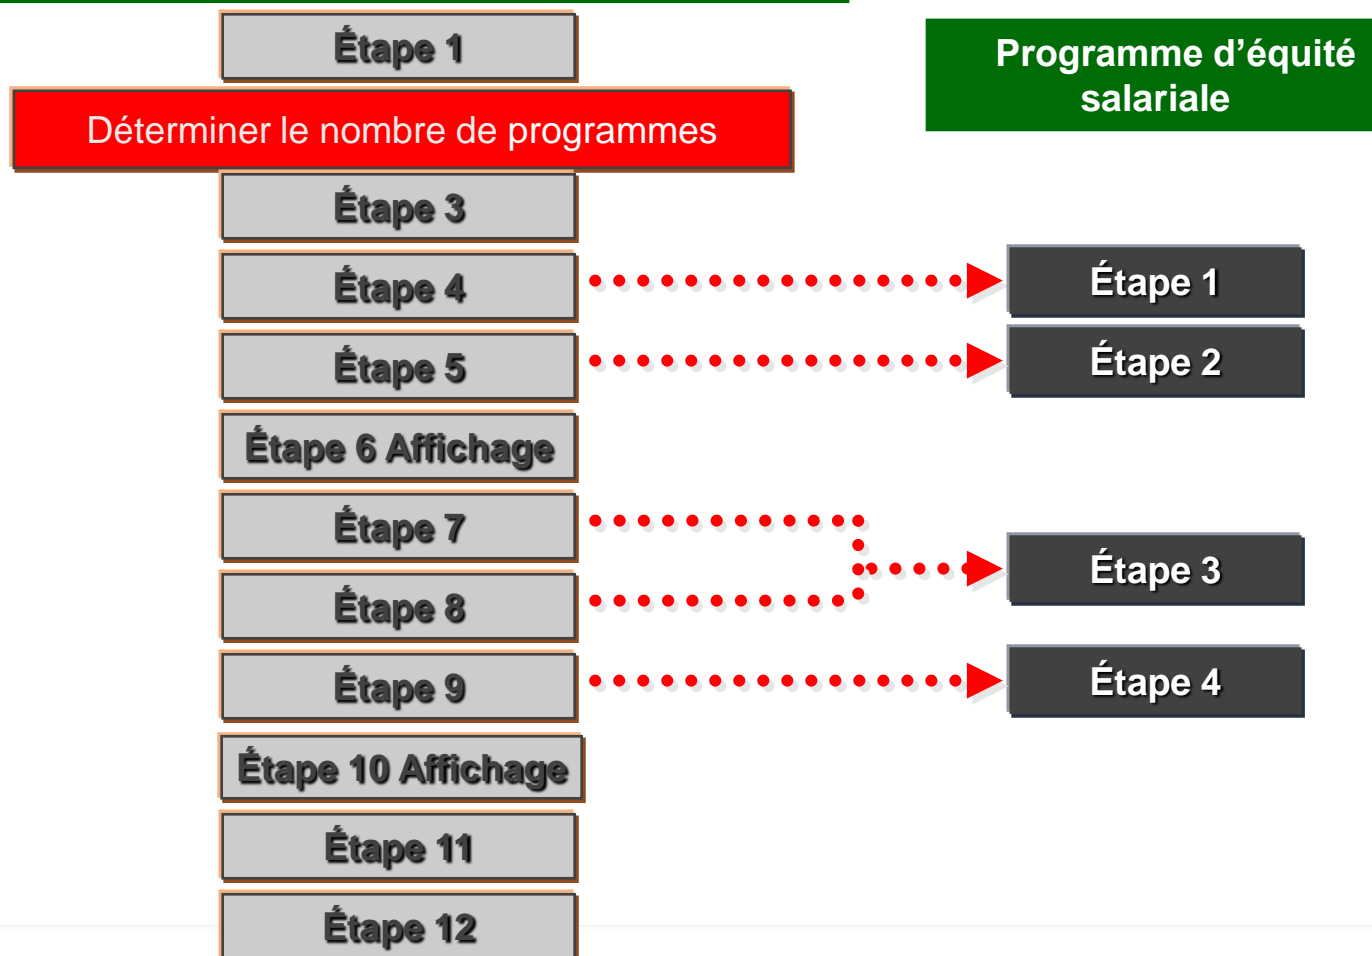 Étape 1
Programme d’équité
salariale
Déterminer le nombre de programmes
Étape 3
Étape 4
Étape 1
Étape 5
Étape 2
Étape 6 Affichage
Étape 7
Étape 8
Étape 3
Étape 9
Étape 4
Étape 10 Affichage
Étape 11
Étape 12